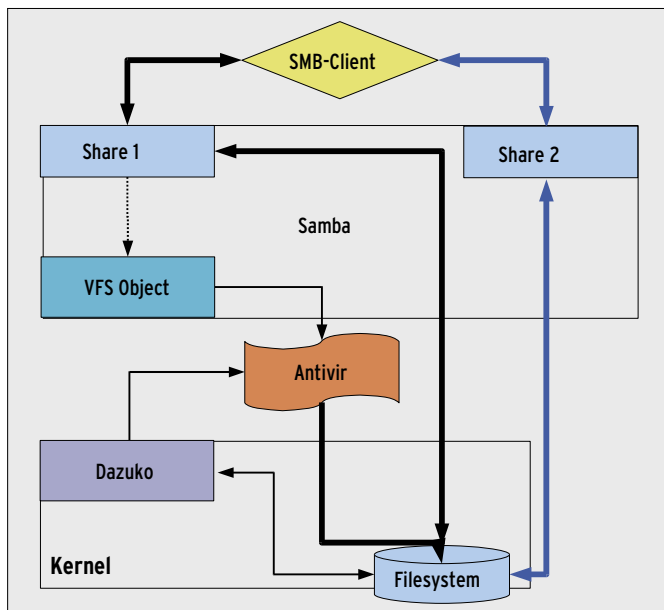 SMB-Client
Share 1
Share 2
Samba
VFS Object
Antivir
Dazuko
Kernel
Filesystem